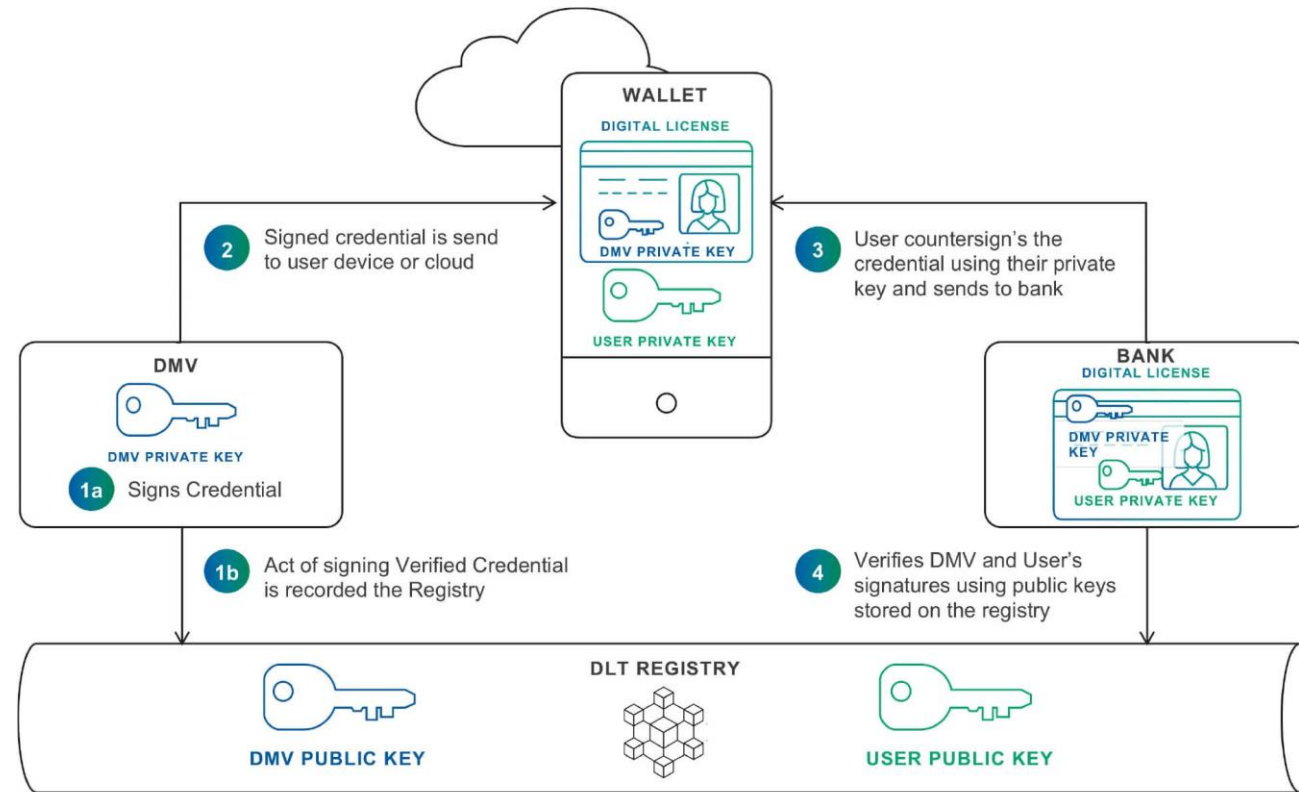 WALLET
DIGITAL LICENSE
DMV PRIVATE KEY
USER PRIVATE KEY
2
Signed credential is send
to user device or cloud
3
User countersign's the
credential using their private
key and sends to bank
DMV
DMV PRIVATE KEY
1a
Signs Credential
BANK
DIGITAL LICENSE
DMV PRIVATE
KEY
USER PRIVATE KEY
1b
Act of signing Verified Credential
is recorded the Registry
4
Verifies DMV and User's
signatures using public keys
stored on the registry
DLT REGISTRY
DMV PUBLIC KEY
USER PUBLIC KEY